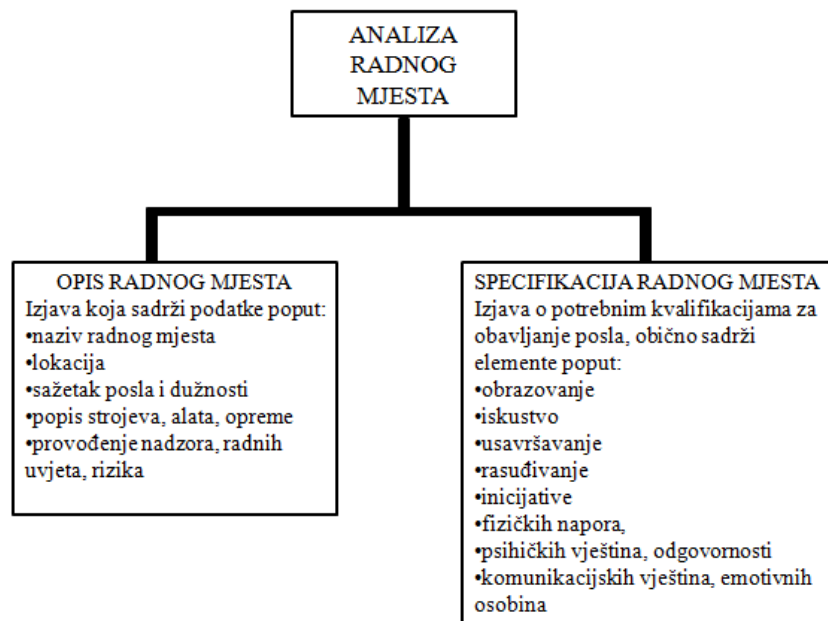 ANALIZA
RADNOG
MJESTA
OPIS RADNOG MJESTA
Izjava koja sadrži podatke poput:
•naziv radnog mjesta
•lokacija
•sažetak posla i dužnosti
•popis strojeva, alata, opreme
•provođenje nadzora, radnih
uvjeta, rizika
SPECIFIKACIJA RADNOG MJESTA
Izjava o potrebnim kvalifikacijama za
obavljanje posla, obično sadrži
elemente poput:
•obrazovanje
•iskustvo
•usavršavanje
•rasuđivanje
•inicijative
•fizičkih napora,
•psihičkih vještina, odgovornosti
•komunikacijskih vještina, emotivnih
osobina